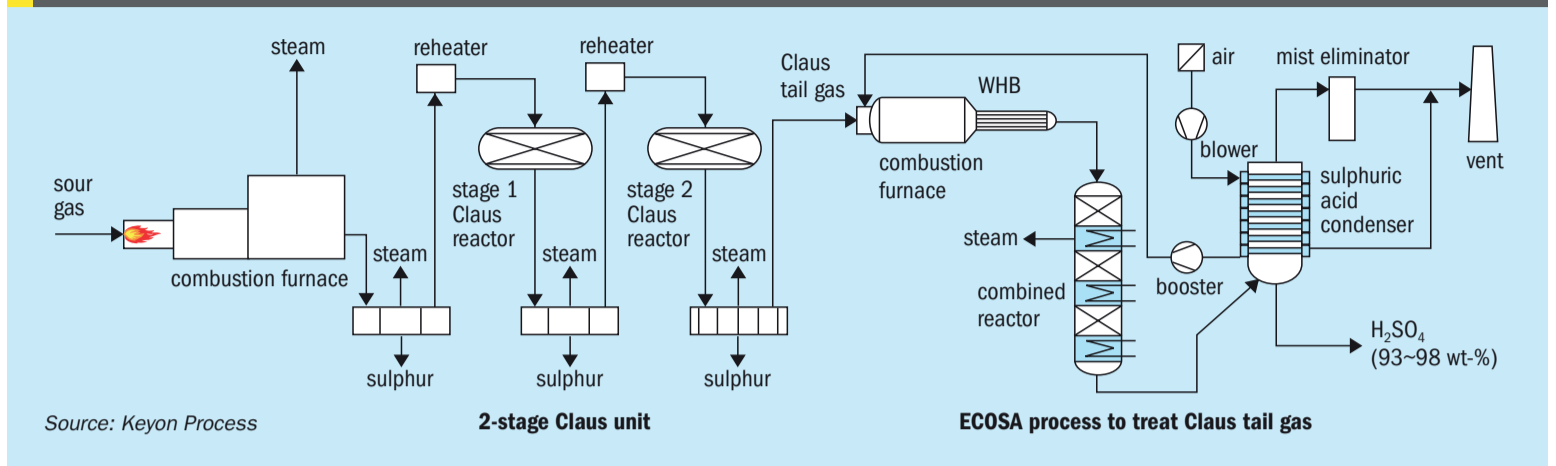 steam
reheater
reheater
Claus
tail gas
WHB
air
mist eliminator
blower
vent
combustion
furnace
sour
gas
stage 1
Claus
reactor
stage 2
Claus
reactor
sulphuric
acid
condenser
combustion furnace
steam
steam
steam
steam
combined
reactor
booster
H₂SO₄
(93~98 wt-%)
sulphur
sulphur
sulphur
Source: Keyon Process
2-stage Claus unit
ECOSA process to treat Claus tail gas